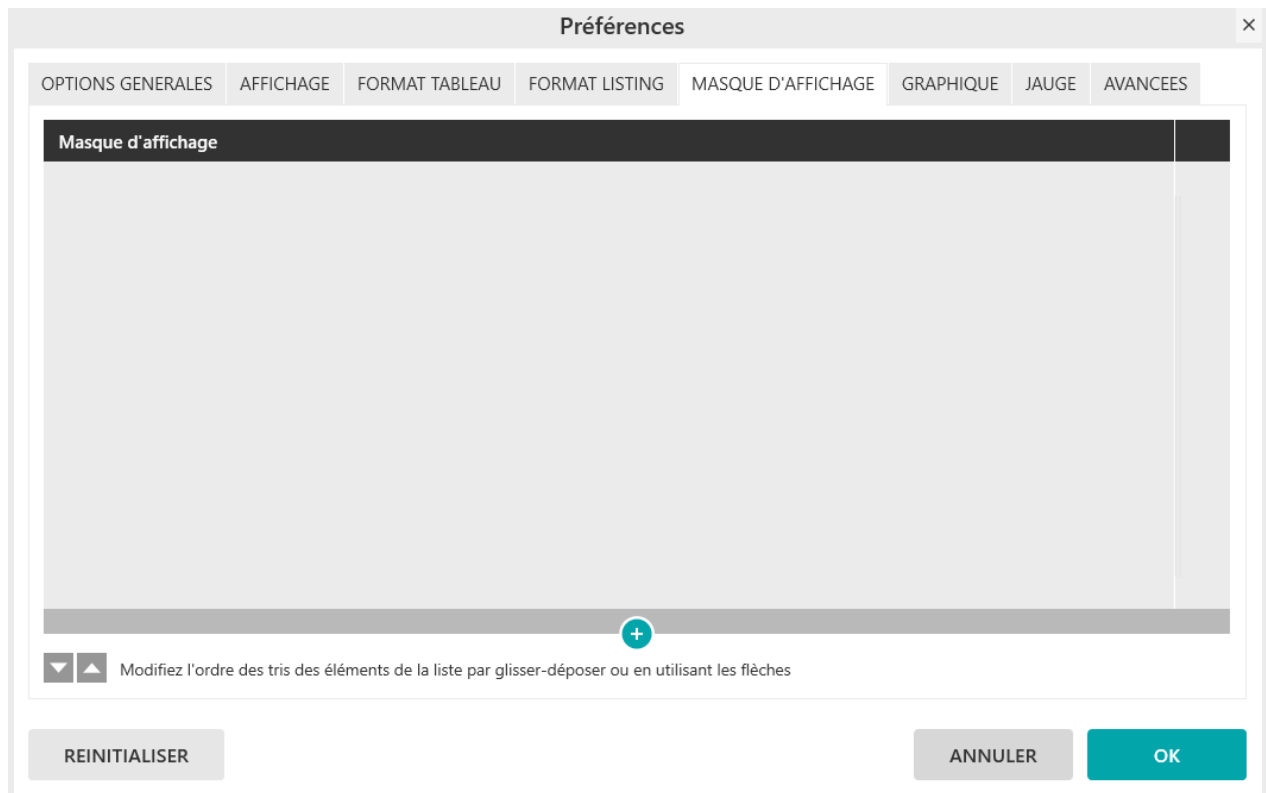 Préférences
OPTIONS GENERALES AFFICHAGE FORMAT TABLEAU FORMAT LISTING MASQUE D'AFFICHAGE GRAPHIQUE JAUGE AVANCEES
Masque d'affichage
Modifiez l'ordre des tris des éléments de la liste par glisser-déposer ou en utilisant les flèches
REINITIALISER ANNULER OK